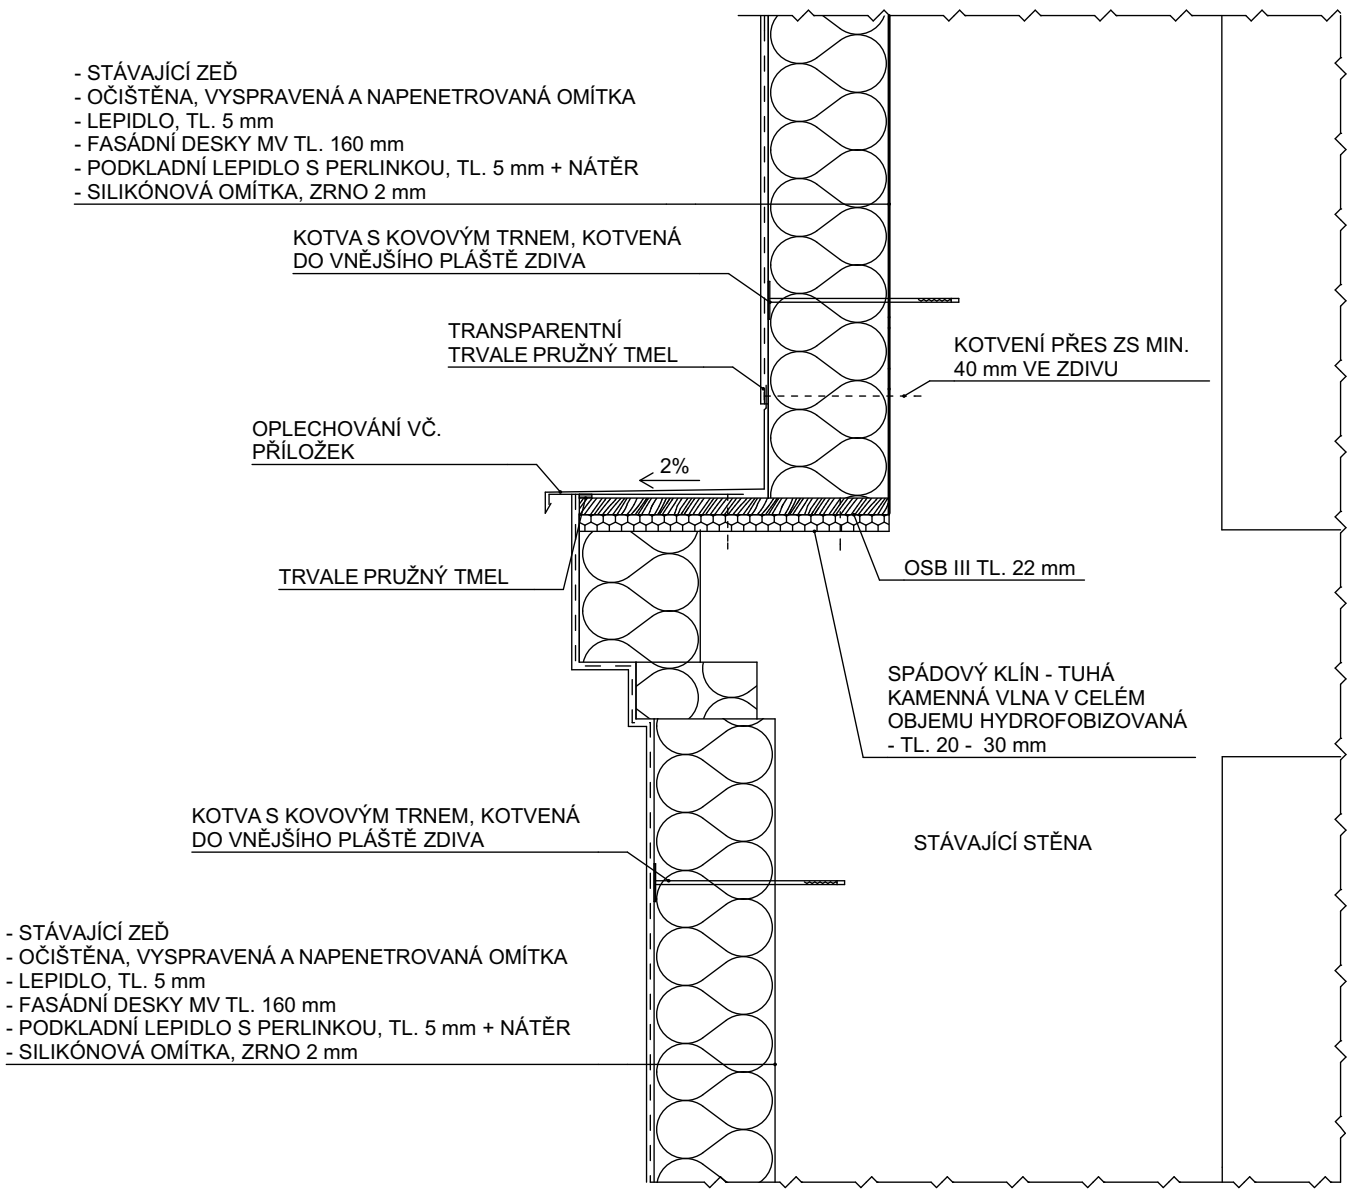 - STÁVAJÍCÍ ZEĎ
- OČIŠTĚNA, VYSPRAVENÁ A NAPENETROVANÁ OMÍTKA
- LEPIDLO, TL. 5 mm
- FASÁDNÍ DESKY MV TL. 160 mm
- PODKLADNÍ LEPIDLO S PERLINKOU, TL. 5 mm + NÁTĚR
- SILIKÓNOVÁ OMÍTKA, ZRNO 2 mm
KOTVA S KOVOVÝM TRNEM, KOTVENÁ
DO VNĚJŠÍHO PLÁŠTĚ ZDIVA
TRANSPARENTNÍ
TRVALE PRUŽNÝ TMEL
KOTVENÍ PŘES ZS MIN.
40 mm VE ZDIVU
OPLECHOVÁNÍ VČ.
PŘÍLOŽEK
2%
TRVALE PRUŽNÝ TMEL
OSB III TL. 22 mm
SPÁDOVÝ KLÍN - TUHÁ
KAMENNÁ VLNA V CELÉM
OBJEMU HYDROFOBIZOVANÁ
- TL. 20 - 30 mm
KOTVA S KOVOVÝM TRNEM, KOTVENÁ
DO VNĚJŠÍHO PLÁŠTĚ ZDIVA
STÁVAJÍCÍ STĚNA
- STÁVAJÍCÍ ZEĎ
- OČIŠTĚNA, VYSPRAVENÁ A NAPENETROVANÁ OMÍTKA
- LEPIDLO, TL. 5 mm
- FASÁDNÍ DESKY MV TL. 160 mm
- PODKLADNÍ LEPIDLO S PERLINKOU, TL. 5 mm + NÁTĚR
- SILIKÓNOVÁ OMÍTKA, ZRNO 2 mm